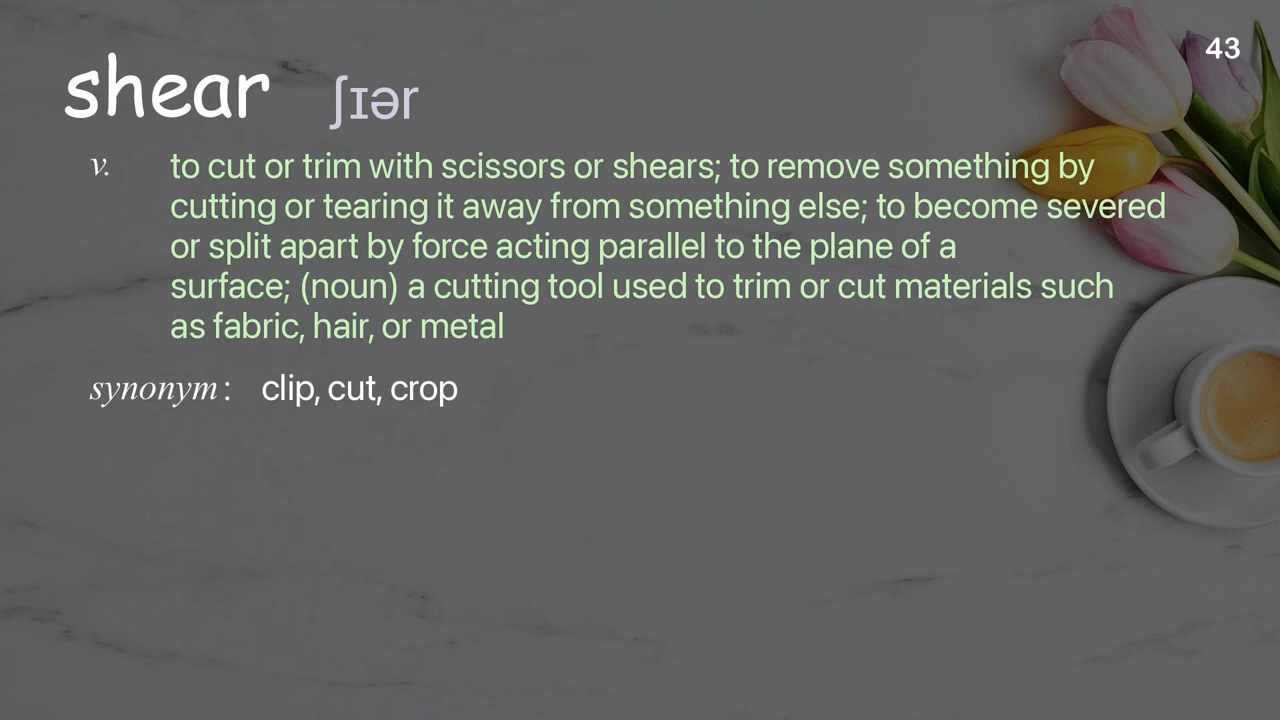 43
shear ʃɪər
v. to cut or trim with scissors or shears; to remove something by
cutting or tearing it away from something else; to become severed
or split apart by force acting parallel to the plane of a
surface; (noun) a cutting tool used to trim or cut materials such
as fabric, hair, or metal
synonym: clip, cut, crop